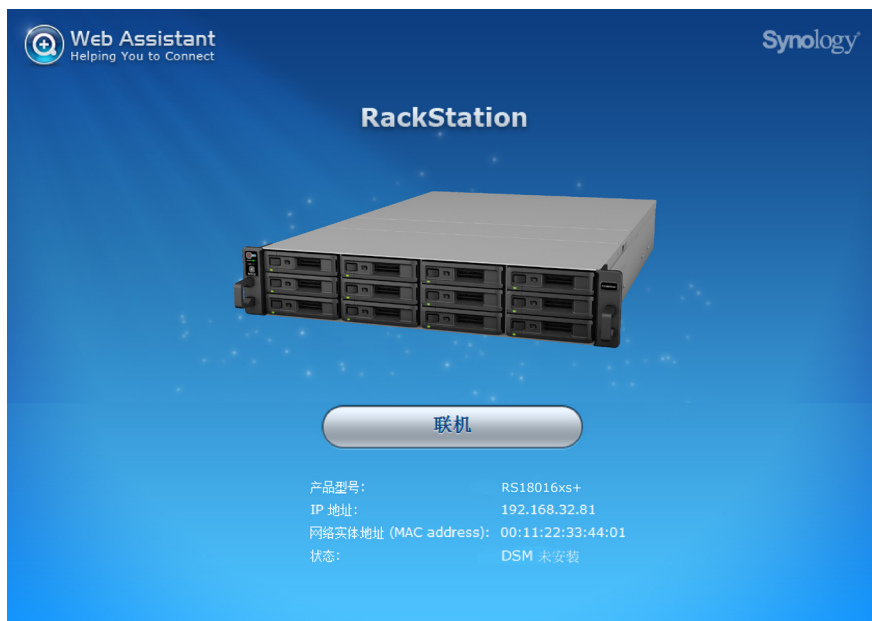 Web Assistant
Helping You to Connect
Synology
RackStation
联机
产品型号: RS18016xs+
IP 地址: 192.168.32.81
网络实体地址 (MAC address): 00:11:22:33:44:01
状态: DSM 未安装